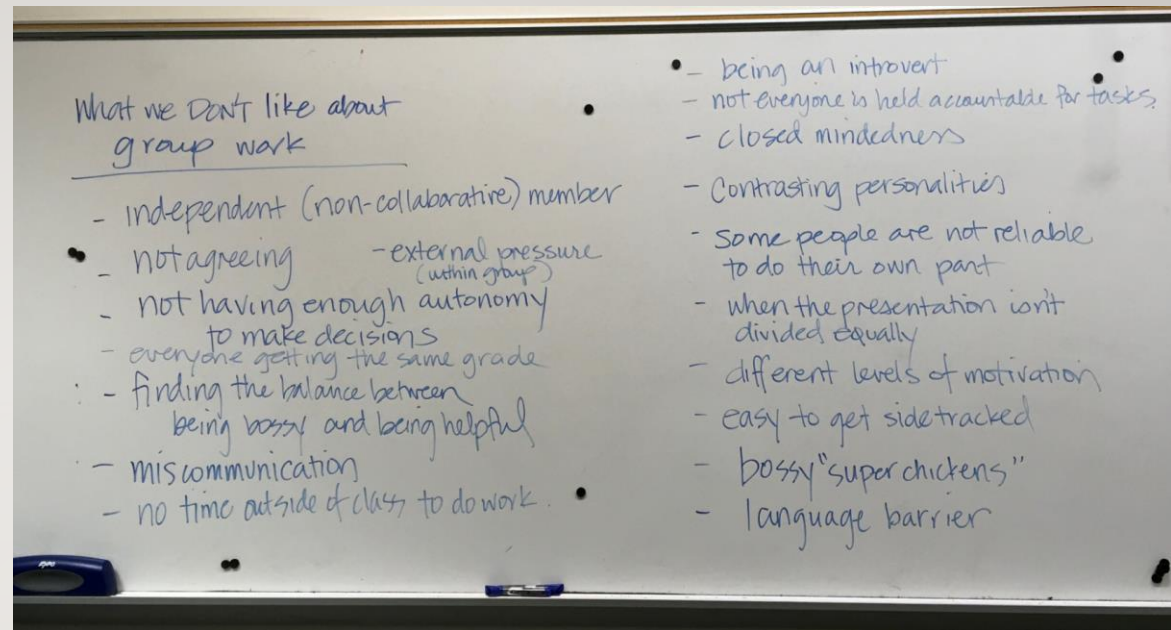 What we DON'T like about
group work
- independent (non-collaborative) member
- not agreeing - external pressure
(within group)
- not having enough autonomy
to make decisions
- everyone getting the same grade
- finding the balance between
being bossy and being helpful
- miscommunication
- no time outside of class to do work.
- being an introvert
- not everyone is held accountable for tasks.
- closed mindedness
- Contrasting personalities
- Some people are not reliable
to do their own part
- when the presentation isn't
divided equally
- different levels of motivation
- easy to get sidetracked
- bossy "super chickens"
- language barrier
expo